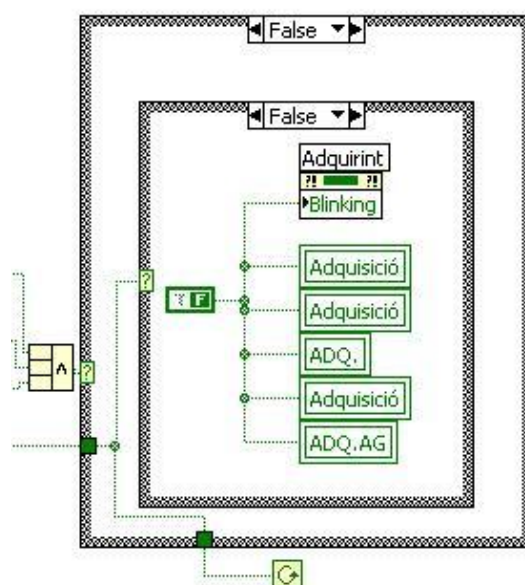 False
False
Adquirint
?! ?!
Blinking
?
Adquisició
T F
Adquisició
ADQ.
?
Adquisició
ADQ.AG